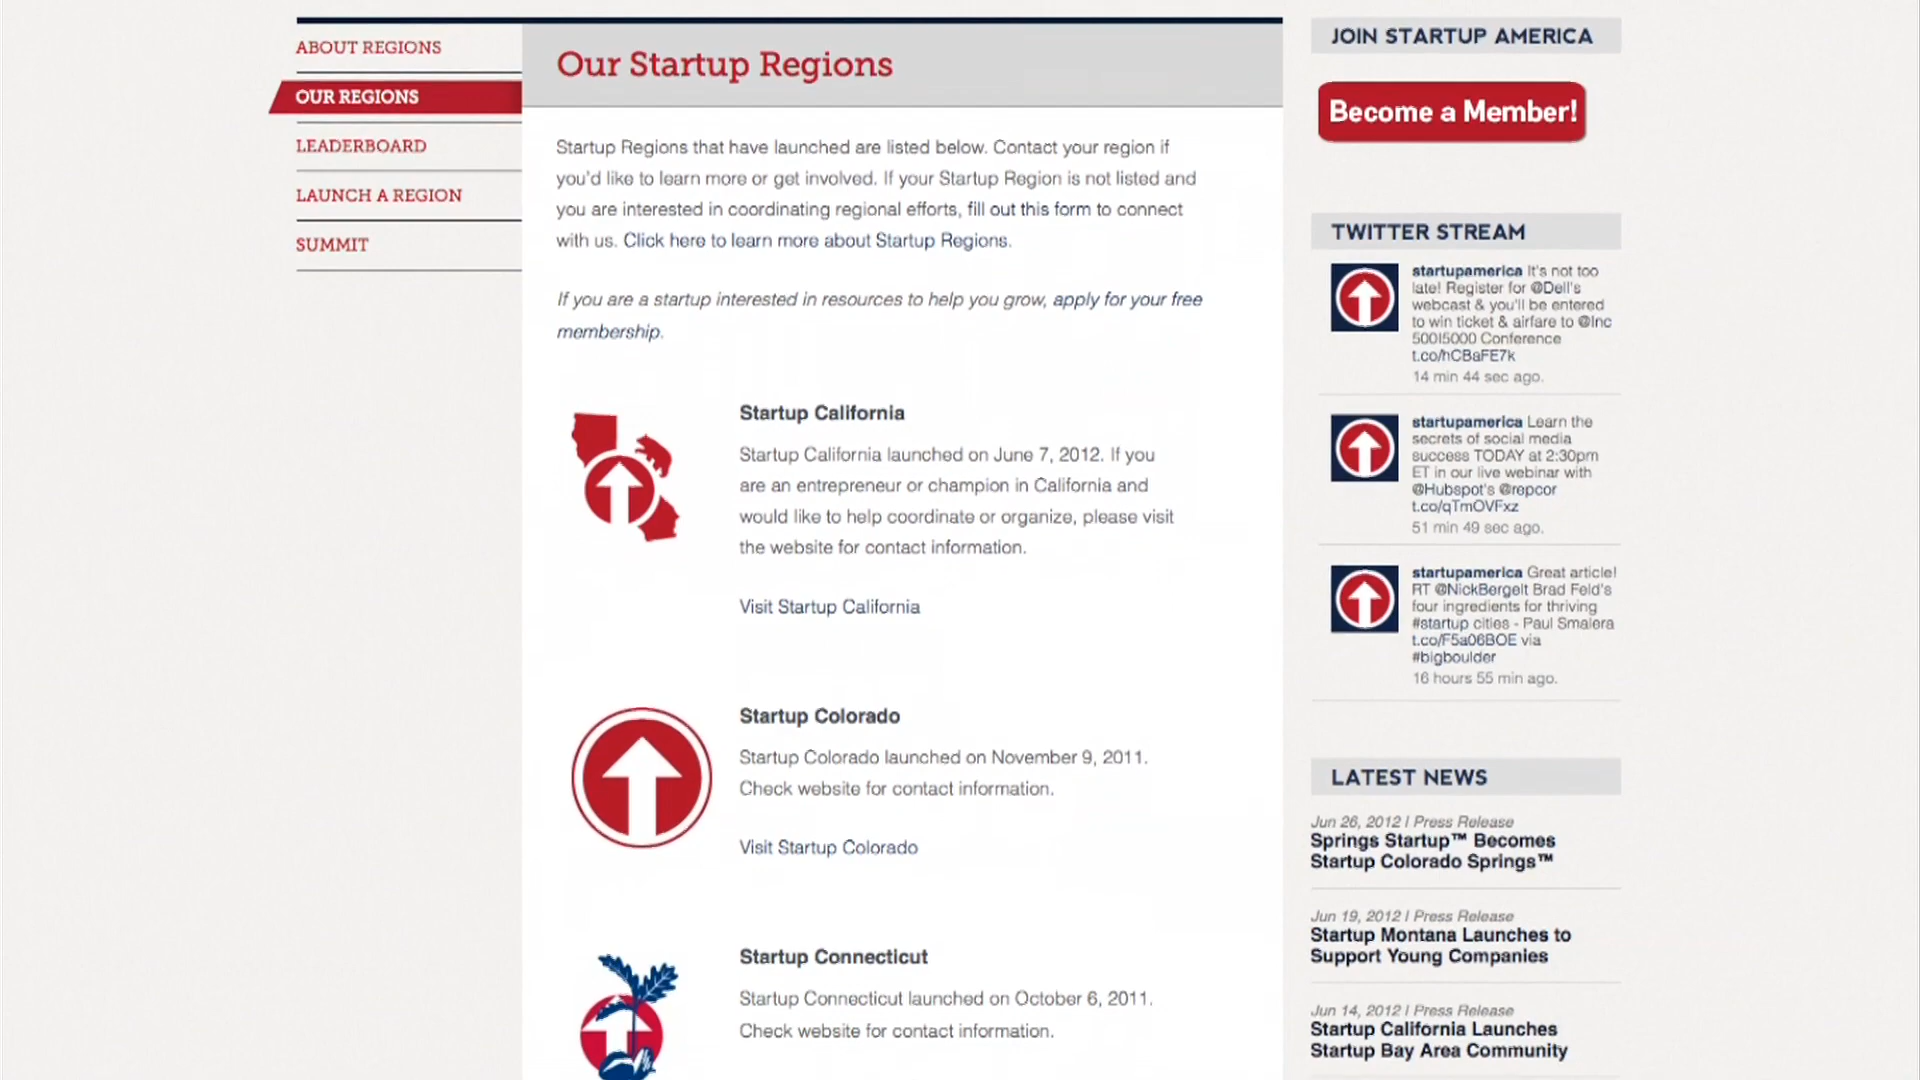 ABOUT REGIONS
OUR REGIONS
LEADERBOARD
LAUNCH A REGION
SUMMIT
Our Startup Regions
Startup Regions that have launched are listed below. Contact your region if
you'd like to learn more or get involved. If your Startup Region is not listed and
you are interested in coordinating regional efforts, fill out this form to connect
with us. Click here to learn more about Startup Regions.
If you are a startup interested in resources to help you grow, apply for your free
membership.
Startup California
Startup California launched on June 7, 2012. If you
are an entrepreneur or champion in California and
would like to help coordinate or organize, please visit
the website for contact information.
Visit Startup California
Startup Colorado
Startup Colorado launched on November 9, 2011.
Check website for contact information.
Visit Startup Colorado
Startup Connecticut
Startup Connecticut launched on October 6, 2011.
Check website for contact information.
JOIN STARTUP AMERICA
Become a Member!
TWITTER STREAM
startupamerica It's not too
late! Register for @Dell's
webcast & you'll be entered
to win ticket & airfare to @Inc
500|5000 Conference
t.co/hCBaFE7k
14 min 44 sec ago.
startupamerica Learn the
secrets of social media
success TODAY at 2:30pm
ET in our live webinar with
@Hubspot's @repcor
t.co/qTmOVFxz
51 min 49 sec ago.
startupamerica Great article!
RT @NickBergelt Brad Feld's
four ingredients for thriving
#startup cities - Paul Smalera
t.co/F5a06BOE via
#bigboulder
16 hours 55 min ago.
LATEST NEWS
Jun 26, 2012 | Press Release
Springs Startup™ Becomes
Startup Colorado Springs™
Jun 19, 2012 | Press Release
Startup Montana Launches to
Support Young Companies
Jun 14, 2012 | Press Release
Startup California Launches
Startup Bay Area Community